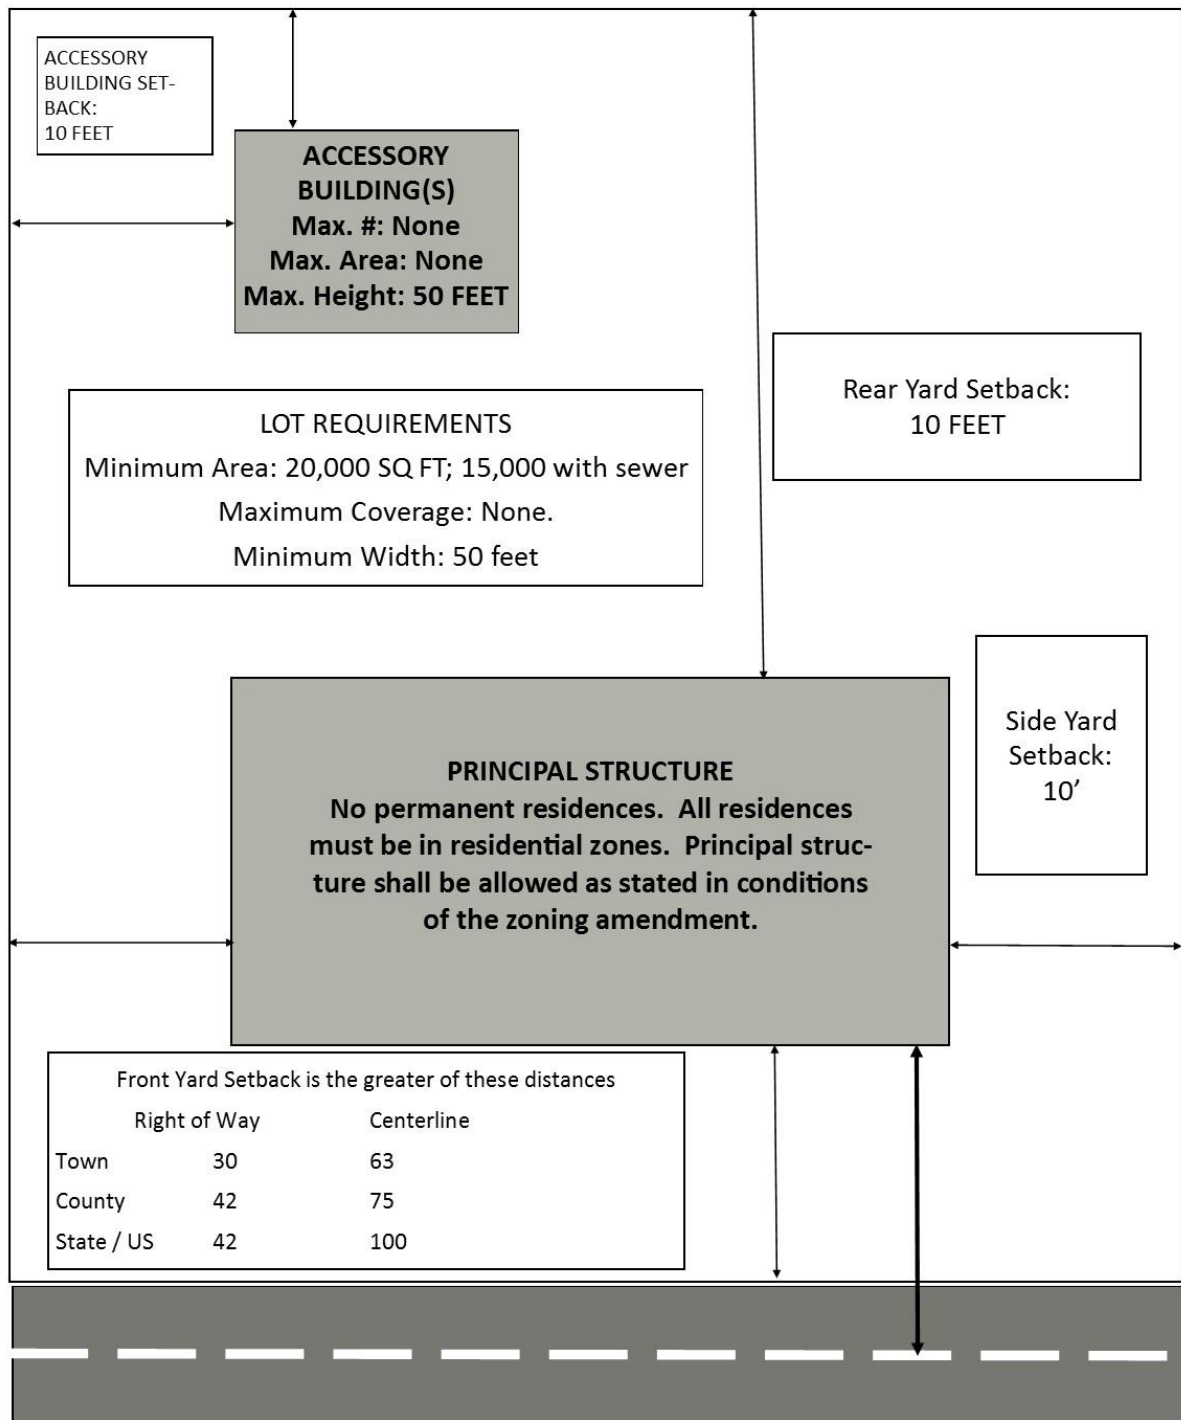 ACCESSORY
BUILDING SET-
BACK:
10 FEET
ACCESSORY
BUILDING(S)
Max. #: None
Max. Area: None
Max. Height: 50 FEET
Rear Yard Setback:
10 FEET
LOT REQUIREMENTS
Minimum Area: 20,000 SQ FT; 15,000 with sewer
Maximum Coverage: None.
Minimum Width: 50 feet
Side Yard
Setback:
10’
PRINCIPAL STRUCTURE
No permanent residences.  All residences
must be in residential zones.  Principal struc-
ture shall be allowed as stated in conditions
of the zoning amendment.
Front Yard Setback is the greater of these distances
Right of Way Centerline
Town 30 63
County 42 75
State / US 42 100